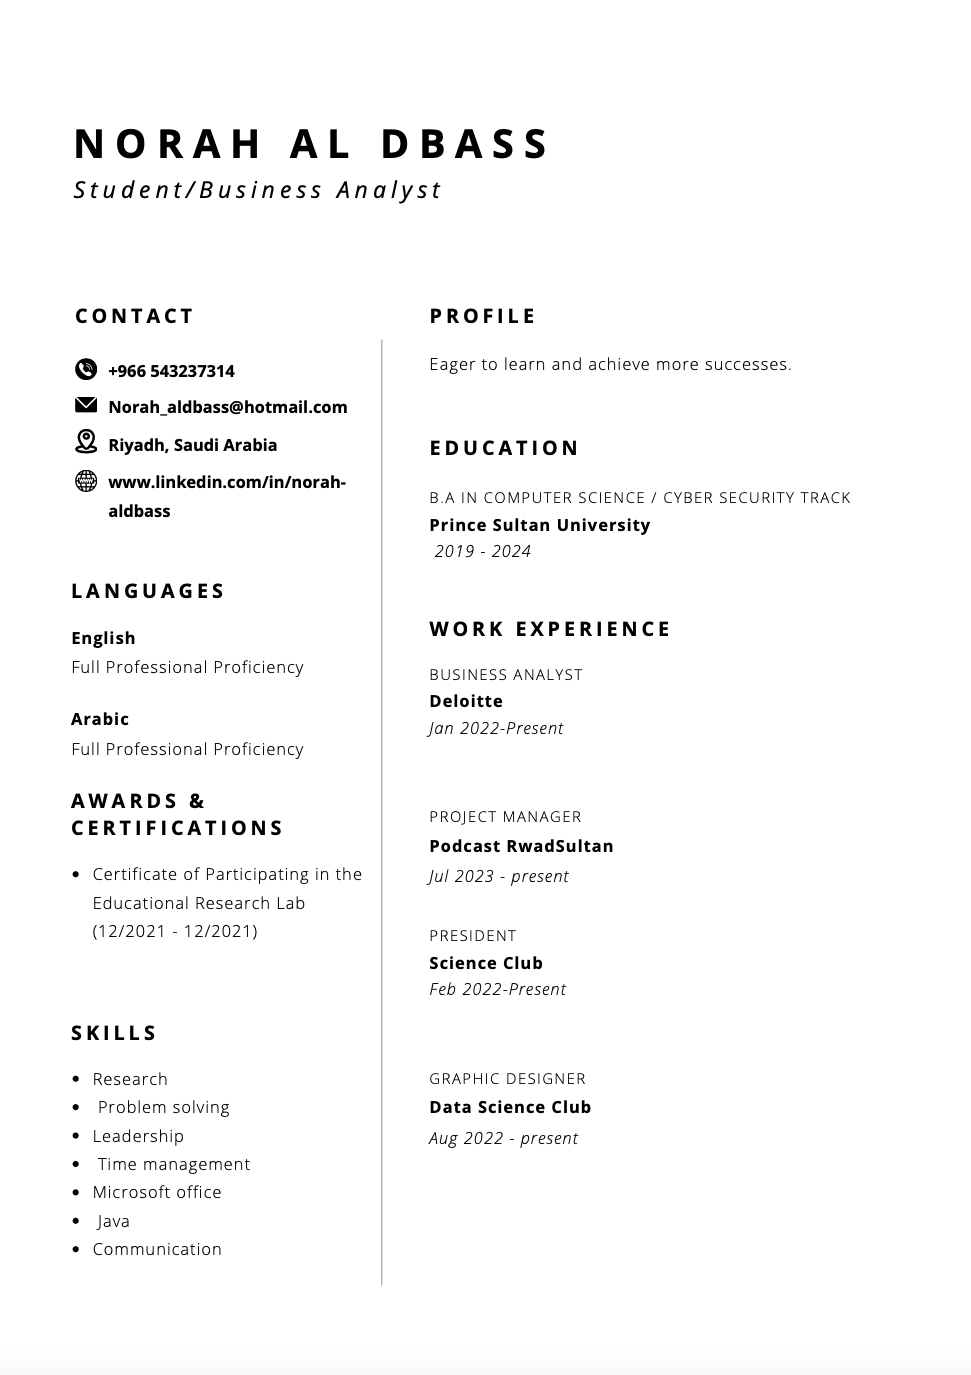 NORAH AL DBASS
Student/Business Analyst
CONTACT
+966 543237314
Norah_aldbass@hotmail.com
Riyadh, Saudi Arabia
www.linkedin.com/in/norah-
aldbass
LANGUAGES
English
Full Professional Proficiency
Arabic
Full Professional Proficiency
AWARDS &
CERTIFICATIONS
• Certificate of Participating in the
Educational Research Lab
(12/2021 - 12/2021)
SKILLS
• Research
• Problem solving
• Leadership
• Time management
• Microsoft office
• Java
• Communication
PROFILE
Eager to learn and achieve more successes.
EDUCATION
B.A IN COMPUTER SCIENCE / CYBER SECURITY TRACK
Prince Sultan University
2019 - 2024
WORK EXPERIENCE
BUSINESS ANALYST
Deloitte
Jan 2022-Present
PROJECT MANAGER
Podcast RwadSultan
Jul 2023 - present
PRESIDENT
Science Club
Feb 2022-Present
GRAPHIC DESIGNER
Data Science Club
Aug 2022 - present